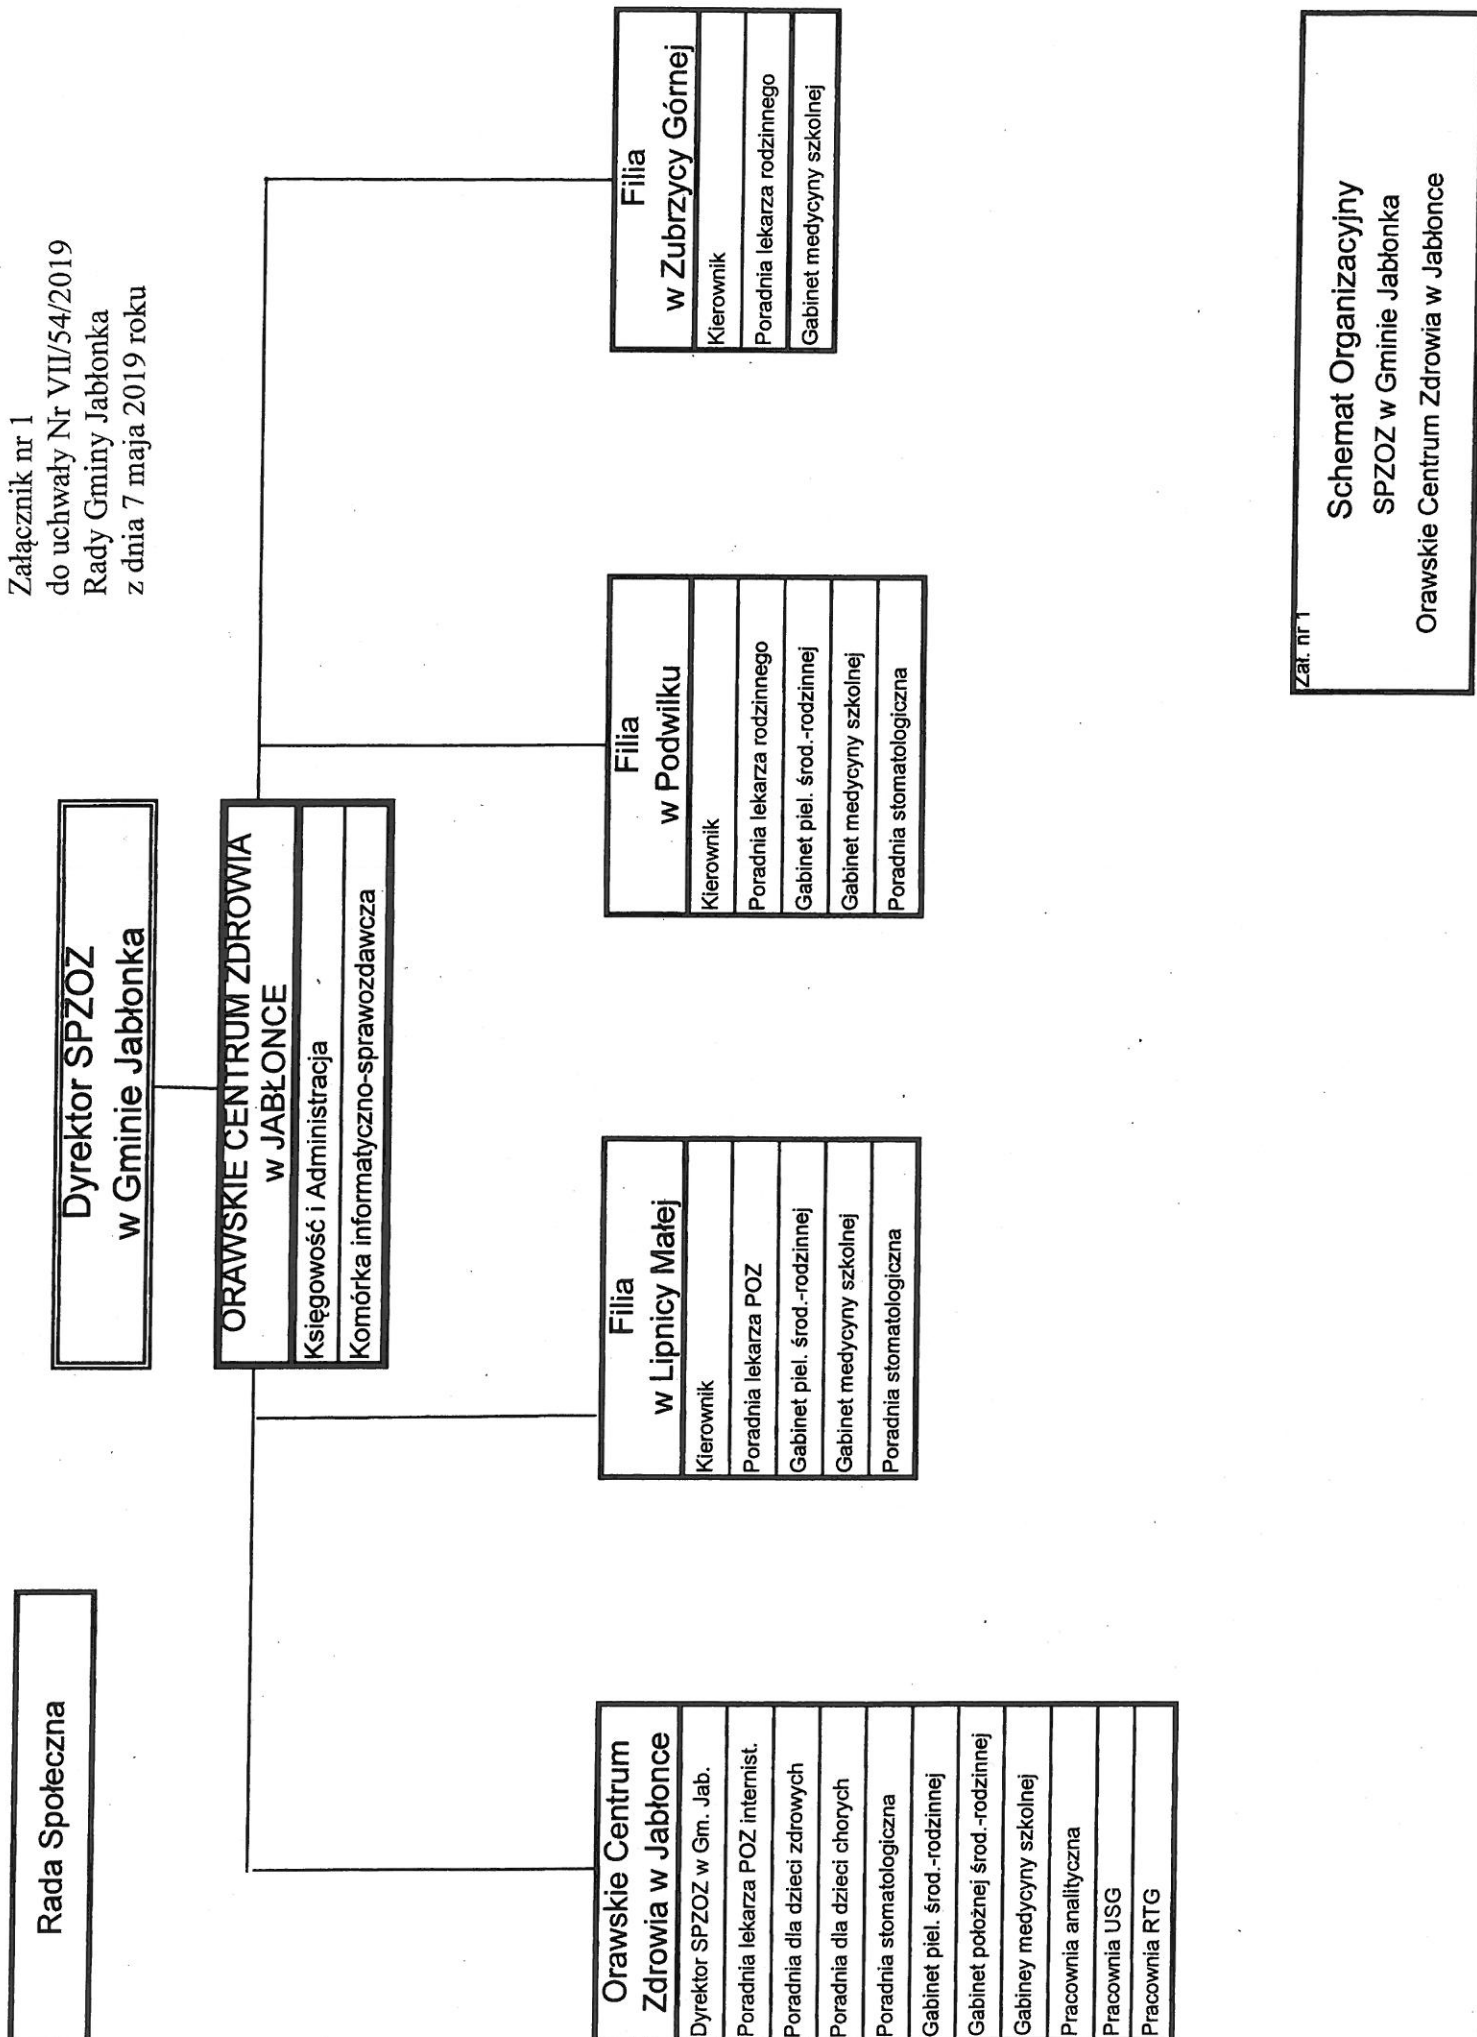 Załącznik nr 1
do uchwały Nr VII/54/2019
Rady Gminy Jabłonka
z dnia 7 maja 2019 roku
Rada Społeczna
Dyrektor SPZOZ
w Gminie Jabłonka
ORAWSKIE CENTRUM ZDROWIA
w JABŁONCE
Księgowość i Administracja
Komórka informatyczno-sprawozdawcza
Orawskie Centrum
Zdrowia w Jabłonce
Dyrektor SPZOZ w Gm. Jab.
Poradnia lekarza POZ internist.
Poradnia dla dzieci zdrowych
Poradnia dla dzieci chorych
Poradnia stomatologiczna
Gabinet piel. środ.-rodzinnej
Gabinet położnej środ.-rodzinnej
Gabiney medycyny szkolnej
Pracownia analityczna
Pracownia USG
Pracownia RTG
Filia
w Lipnicy Małej
Kierownik
Poradnia lekarza POZ
Gabinet piel. środ.-rodzinnej
Gabinet medycyny szkolnej
Poradnia stomatologiczna
Filia
w Podwilku
Kierownik
Poradnia lekarza rodzinnego
Gabinet piel. środ.-rodzinnej
Gabinet medycyny szkolnej
Poradnia stomatologiczna
Filia
w Zubrzycy Górnej
Kierownik
Poradnia lekarza rodzinnego
Gabinet medycyny szkolnej
Zał. nr 1
Schemat Organizacyjny
SPZOZ w Gminie Jabłonka
Orawskie Centrum Zdrowia w Jabłonce